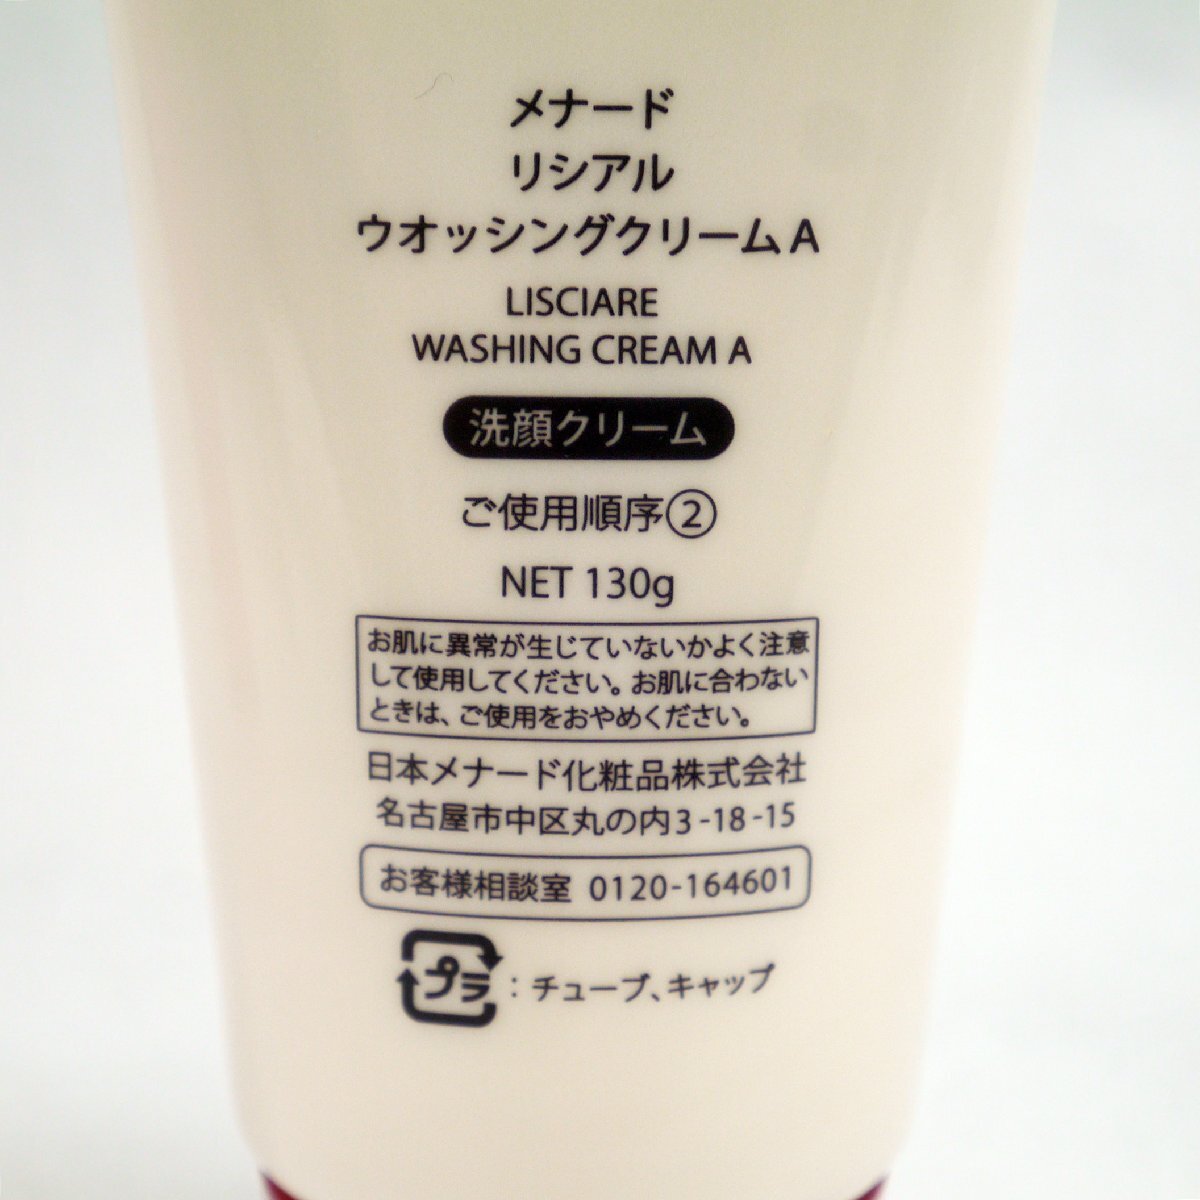 メナード
リシアル
ウオッシングクリームA
LISCIARE
WASHING CREAM A
洗顔クリーム
ご使用順序②
NET 130g
お肌に異常が生じていないかよく注意
して使用してください。お肌に合わない
ときは、ご使用をおやめください。
日本メナード化粧品株式会社
名古屋市中区丸の内3-18-15
お客様相談室 0120-164601
プラ：チューブ、キャップ